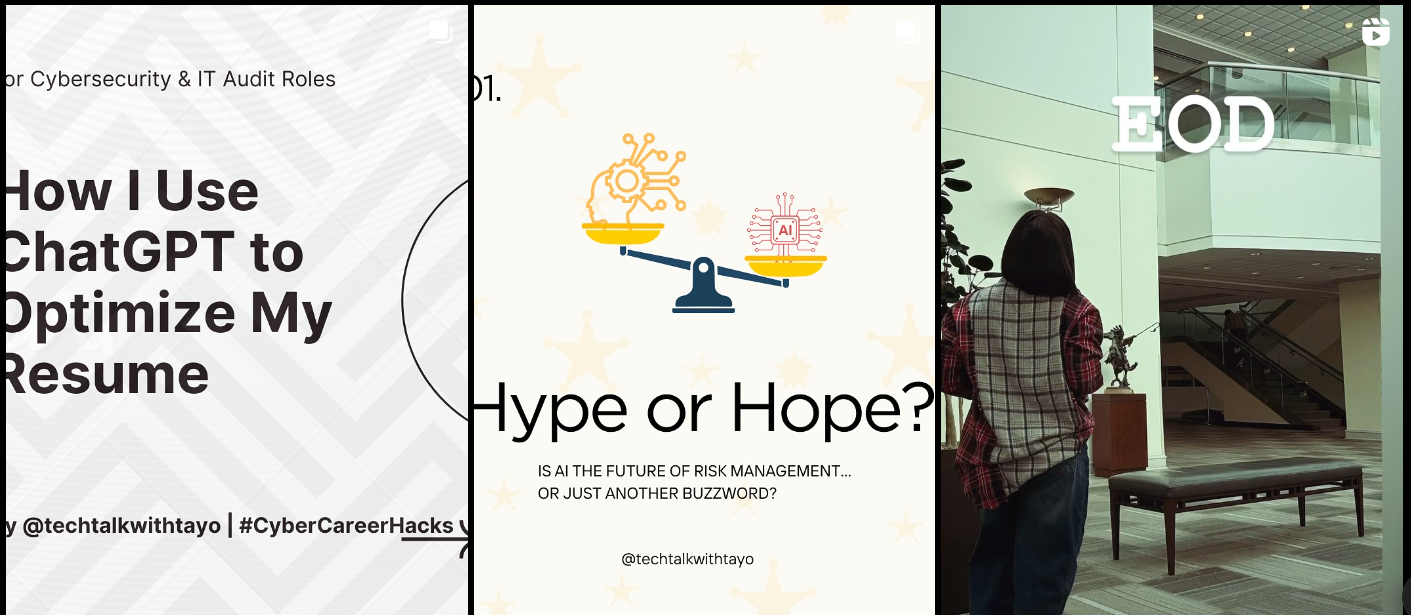 or Cybersecurity & IT Audit Roles
How I Use
ChatGPT to
Optimize My
Resume
y @techtalkwithtayo | #CyberCareerHacks
01.
AI
Hype or Hope?
IS AI THE FUTURE OF RISK MANAGEMENT...
OR JUST ANOTHER BUZZWORD?
@techtalkwithtayo
EOD